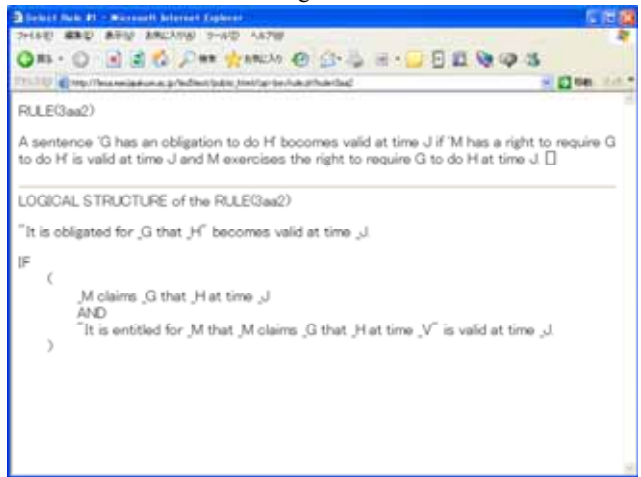 Select Rule #1 - Microsoft Internet Explorer
RULE(3aa2)
A sentence 'G has an obligation to do H' bocomes valid at time J if 'M has a right to require G
to do H' is valid at time J and M exercises the right to require G to do H at time J. []
LOGICAL STRUCTURE of the RULE(3aa2)
"It is obligated for _G that _H" becomes valid at time _J.
IF
(
_M claims _G that _H at time _J
AND
"It is entitled for _M that _M claims _G that _H at time _V" is valid at time _J.
)